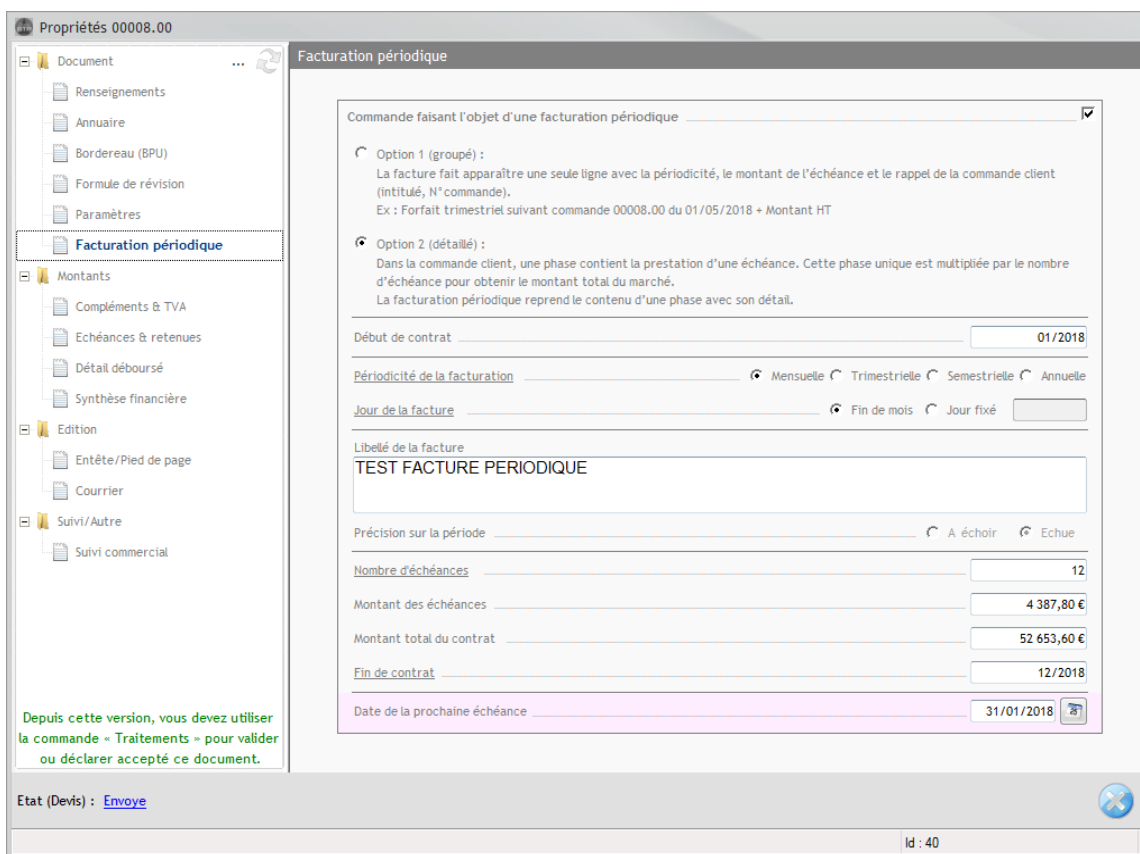 Propriétés 00008.00
Document ...
Renseignements
Annuaire
Bordereau (BPU)
Formule de révision
Paramètres
Facturation périodique
Montants
Compléments & TVA
Echéances & retenues
Détail déboursé
Synthèse financière
Edition
Entête/Pied de page
Courrier
Suivi/Autre
Suivi commercial
Depuis cette version, vous devez utiliser
la commande « Traitements » pour valider
ou déclarer accepté ce document.
Facturation périodique
Commande faisant l'objet d'une facturation périodique
Option 1 (groupé) :
La facture fait apparaître une seule ligne avec la périodicité, le montant de l'échéance et le rappel de la commande client
(intitulé, N°commande).
Ex : Forfait trimestriel suivant commande 00008.00 du 01/05/2018 + Montant HT
Option 2 (détaillé) :
Dans la commande client, une phase contient la prestation d'une échéance. Cette phase unique est multipliée par le nombre
d'échéance pour obtenir le montant total du marché.
La facturation périodique reprend le contenu d'une phase avec son détail.
Début de contrat 01/2018
Périodicité de la facturation Mensuelle Trimestrielle Semestrielle Annuelle
Jour de la facture Fin de mois Jour fixé
Libellé de la facture
TEST FACTURE PERIODIQUE
Précision sur la période A échoir Echue
Nombre d'échéances 12
Montant des échéances 4 387,80 €
Montant total du contrat 52 653,60 €
Fin de contrat 12/2018
Date de la prochaine échéance 31/01/2018
Etat (Devis) : Envoye
Id : 40